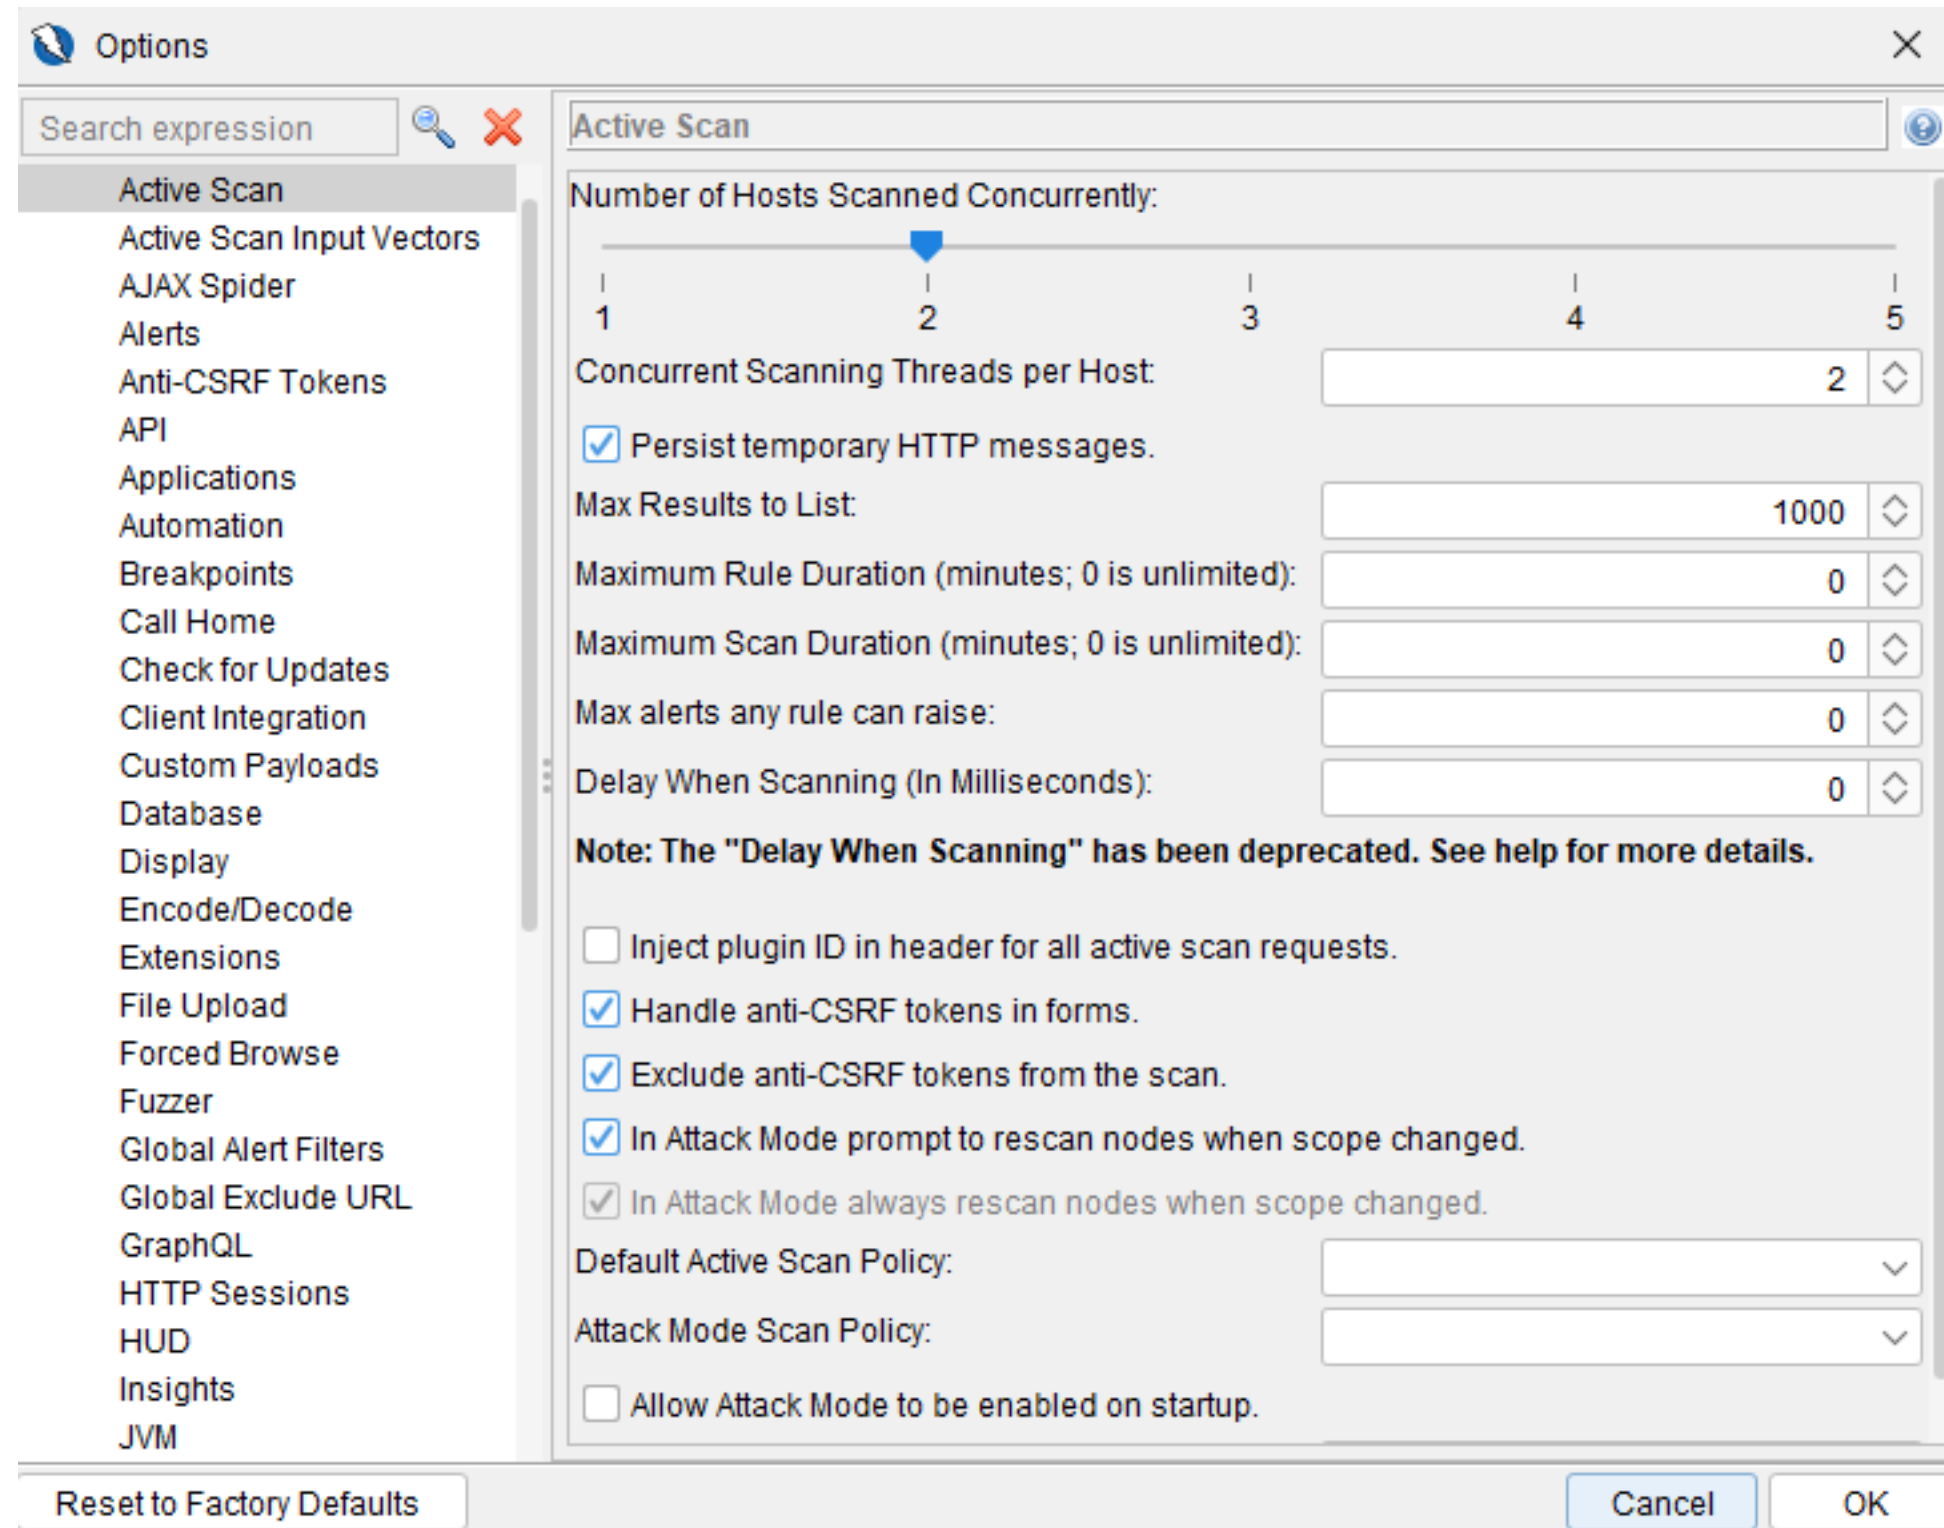 Options
Search expression
Active Scan
Active Scan Input Vectors
AJAX Spider
Alerts
Anti-CSRF Tokens
API
Applications
Automation
Breakpoints
Call Home
Check for Updates
Client Integration
Custom Payloads
Database
Display
Encode/Decode
Extensions
File Upload
Forced Browse
Fuzzer
Global Alert Filters
Global Exclude URL
GraphQL
HTTP Sessions
HUD
Insights
JVM
Active Scan
Number of Hosts Scanned Concurrently:
1 2 3 4 5
Concurrent Scanning Threads per Host: 2
Persist temporary HTTP messages.
Max Results to List: 1000
Maximum Rule Duration (minutes; 0 is unlimited): 0
Maximum Scan Duration (minutes; 0 is unlimited): 0
Max alerts any rule can raise: 0
Delay When Scanning (In Milliseconds): 0
Note: The "Delay When Scanning" has been deprecated. See help for more details.
Inject plugin ID in header for all active scan requests.
Handle anti-CSRF tokens in forms.
Exclude anti-CSRF tokens from the scan.
In Attack Mode prompt to rescan nodes when scope changed.
In Attack Mode always rescan nodes when scope changed.
Default Active Scan Policy:
Attack Mode Scan Policy:
Allow Attack Mode to be enabled on startup.
Reset to Factory Defaults
Cancel
OK